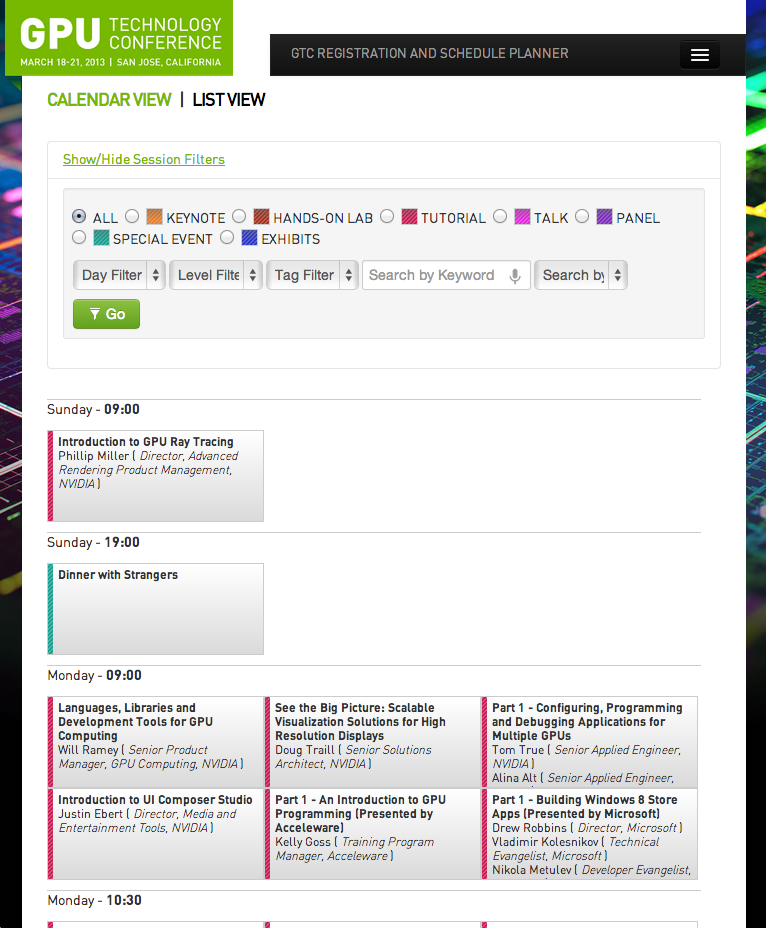 GPU TECHNOLOGY CONFERENCE
MARCH 18-21, 2013 | SAN JOSE, CALIFORNIA
GTC REGISTRATION AND SCHEDULE PLANNER
CALENDAR VIEW | LIST VIEW
Show/Hide Session Filters
ALL KEYNOTE HANDS-ON LAB TUTORIAL TALK PANEL
SPECIAL EVENT EXHIBITS
Day Filter Level Filte Tag Filter Search by Keyword Search by
Go
Sunday - 09:00
Introduction to GPU Ray Tracing
Phillip Miller ( Director, Advanced
Rendering Product Management,
NVIDIA )
Sunday - 19:00
Dinner with Strangers
Monday - 09:00
Languages, Libraries and
Development Tools for GPU
Computing
Will Ramey ( Senior Product
Manager, GPU Computing, NVIDIA )
See the Big Picture: Scalable
Visualization Solutions for High
Resolution Displays
Doug Traill ( Senior Solutions
Architect, NVIDIA )
Part 1 - Configuring, Programming
and Debugging Applications for
Multiple GPUs
Tom True ( Senior Applied Engineer,
NVIDIA )
Alina Alt ( Senior Applied Engineer,
Introduction to UI Composer Studio
Justin Ebert ( Director, Media and
Entertainment Tools, NVIDIA )
Part 1 - An Introduction to GPU
Programming (Presented by
Acceleware)
Kelly Goss ( Training Program
Manager, Acceleware )
Part 1 - Building Windows 8 Store
Apps (Presented by Microsoft)
Drew Robbins ( Director, Microsoft )
Vladimir Kolesnikov ( Technical
Evangelist, Microsoft )
Nikola Metulev ( Developer Evangelist,
Monday - 10:30